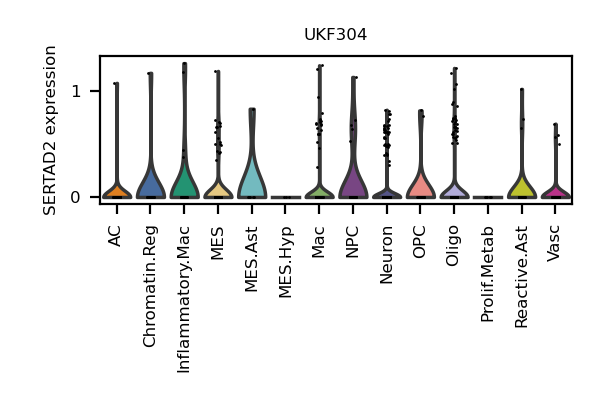 UKF304
SERTAD2 expression
1
0
AC
Chromatin.Reg
Inflammatory.Mac
MES
MES.Ast
MES.Hyp
Mac
NPC
Neuron
OPC
Oligo
Prolif.Metab
Reactive.Ast
Vasc